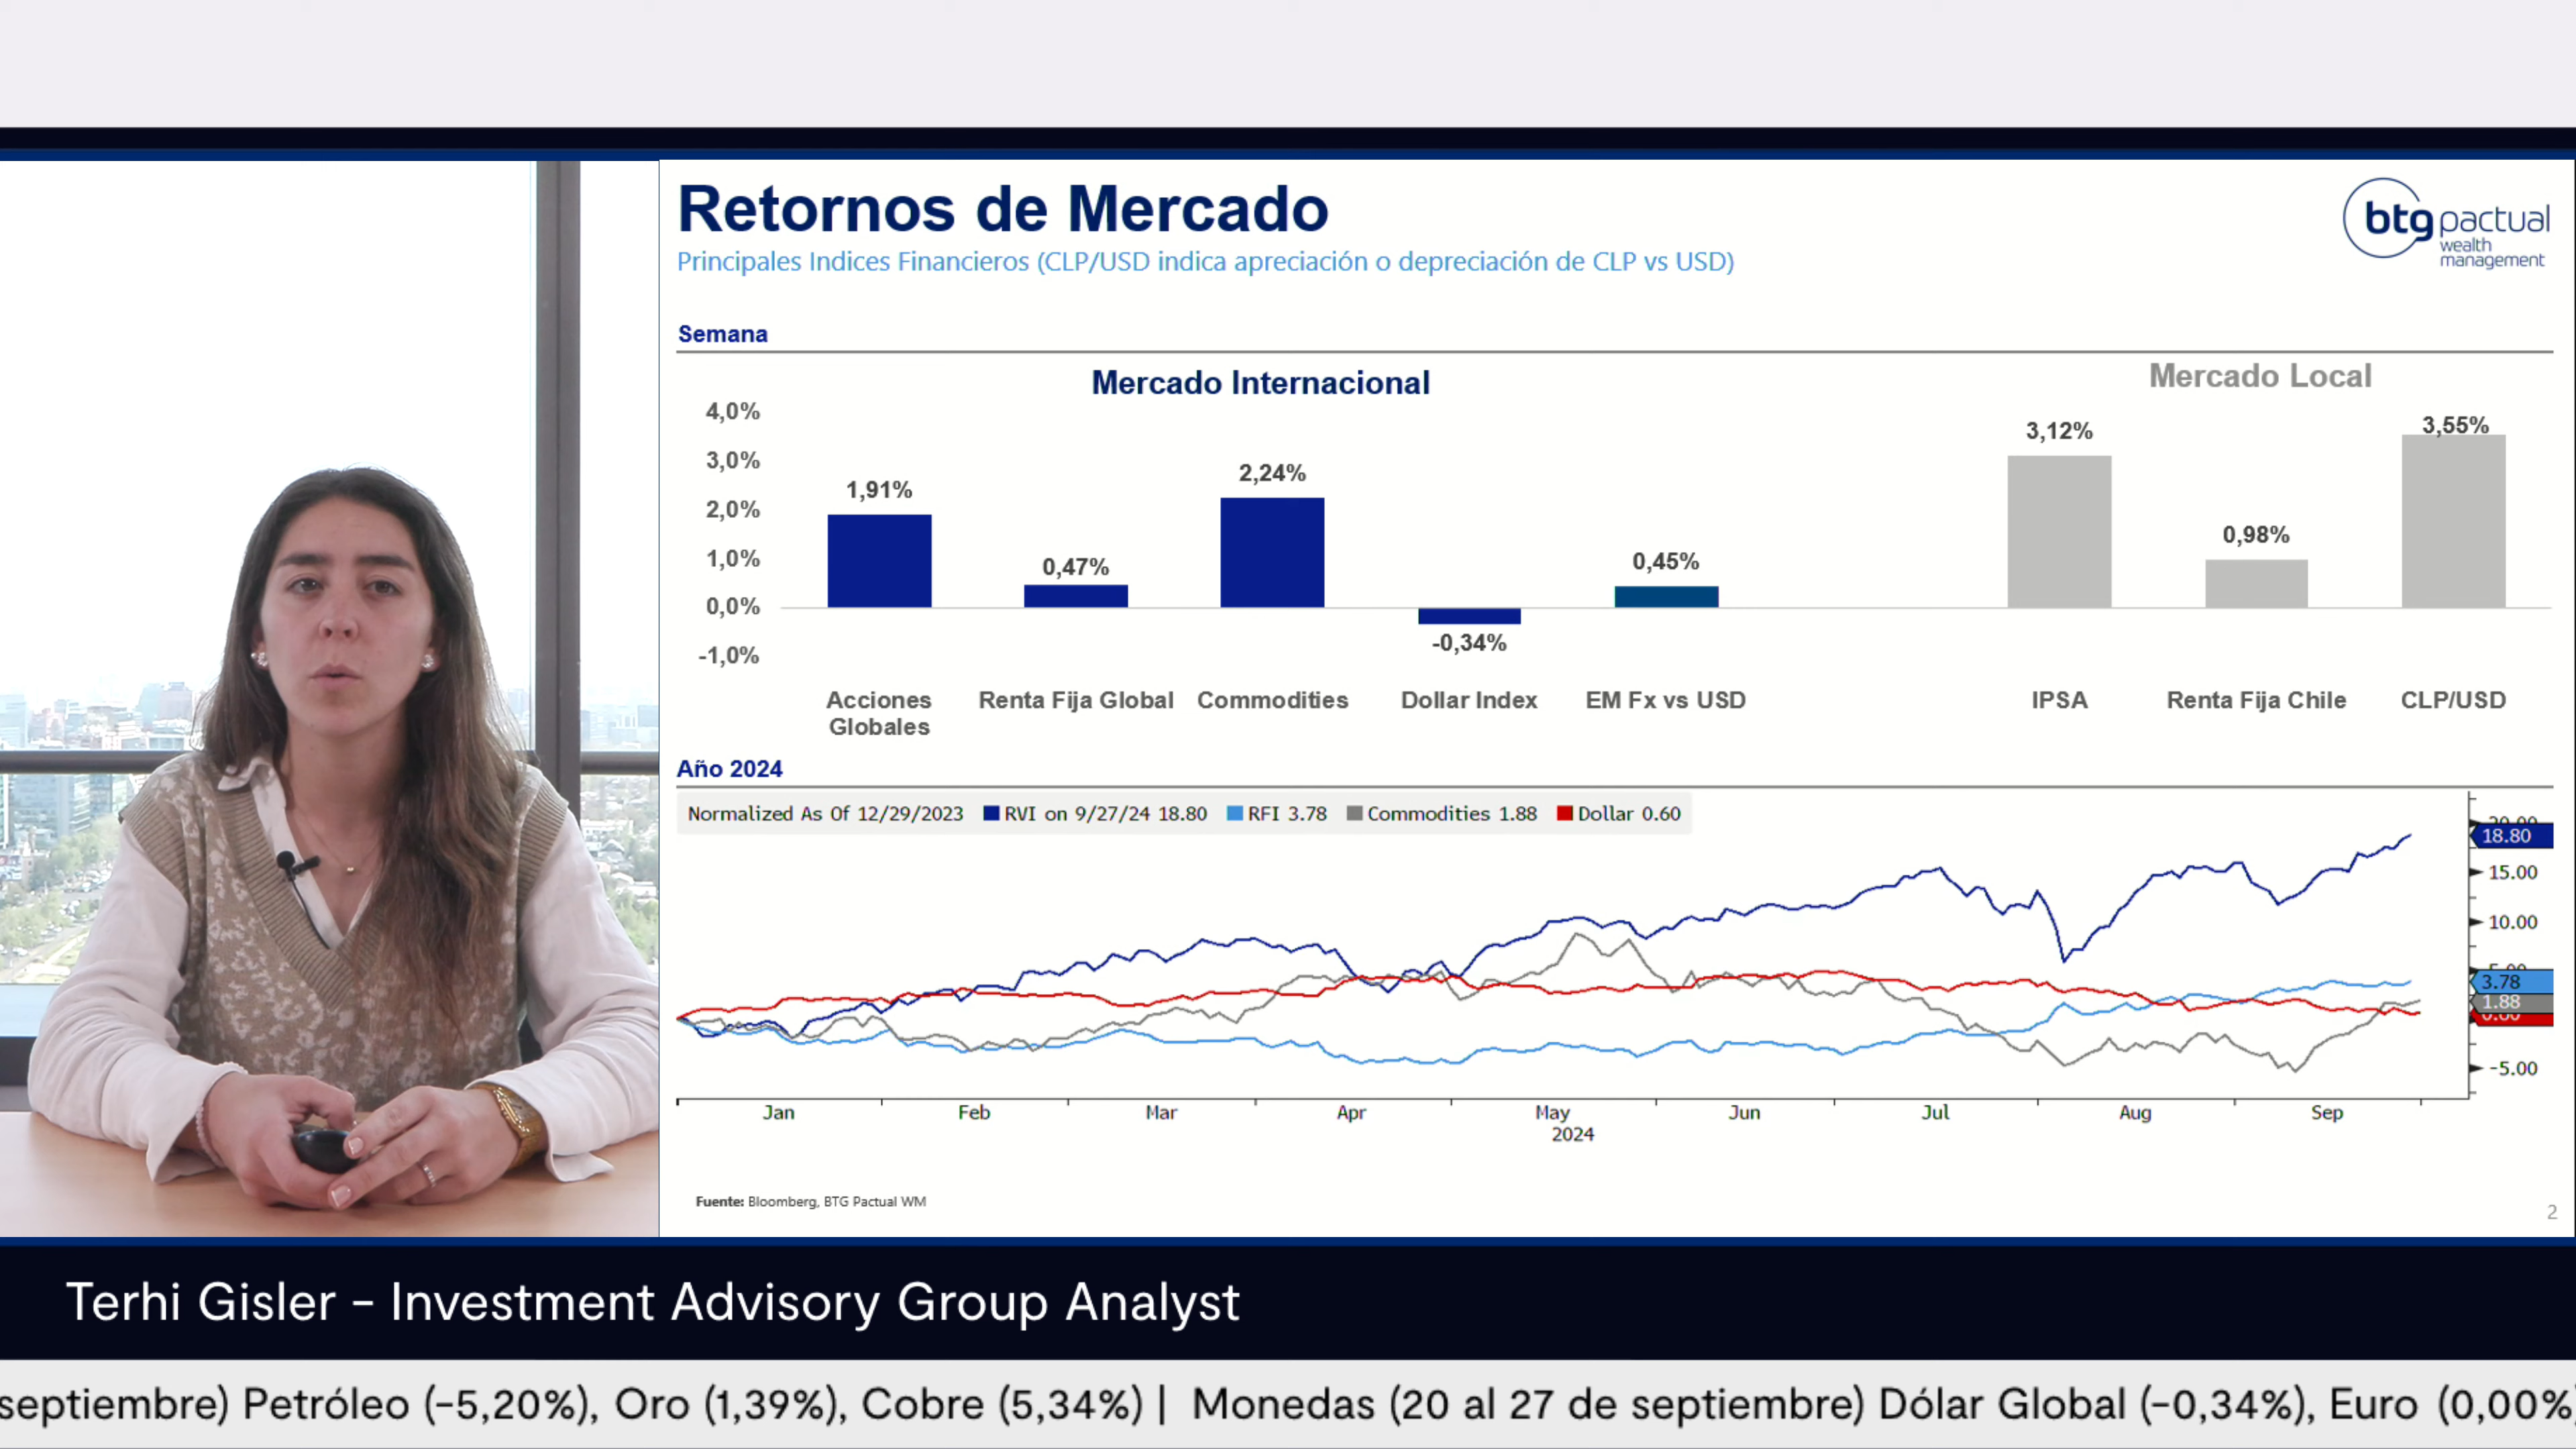 Retornos de Mercado
Principales Indices Financieros (CLP/USD indica apreciación o depreciación de CLP vs USD)
btg pactual
wealth
management
Semana
Mercado Internacional
Mercado Local
4,0%
3,0%
2,0%
1,0%
0,0%
-1,0%
1,91%
0,47%
2,24%
-0,34%
0,45%
3,12%
0,98%
3,55%
Acciones
Globales
Renta Fija Global
Commodities
Dollar Index
EM Fx vs USD
IPSA
Renta Fija Chile
CLP/USD
Año 2024
Normalized As Of 12/29/2023 RVI on 9/27/24 18.80 RFI 3.78 Commodities 1.88 Dollar 0.60
20.00
18.80
15.00
10.00
5.00
3.78
1.88
0.60
-5.00
Jan Feb Mar Apr May Jun Jul Aug Sep
2024
Fuente: Bloomberg, BTG Pactual WM
2
Terhi Gisler - Investment Advisory Group Analyst
septiembre) Petróleo (-5,20%), Oro (1,39%), Cobre (5,34%) | Monedas (20 al 27 de septiembre) Dólar Global (-0,34%), Euro (0,00%